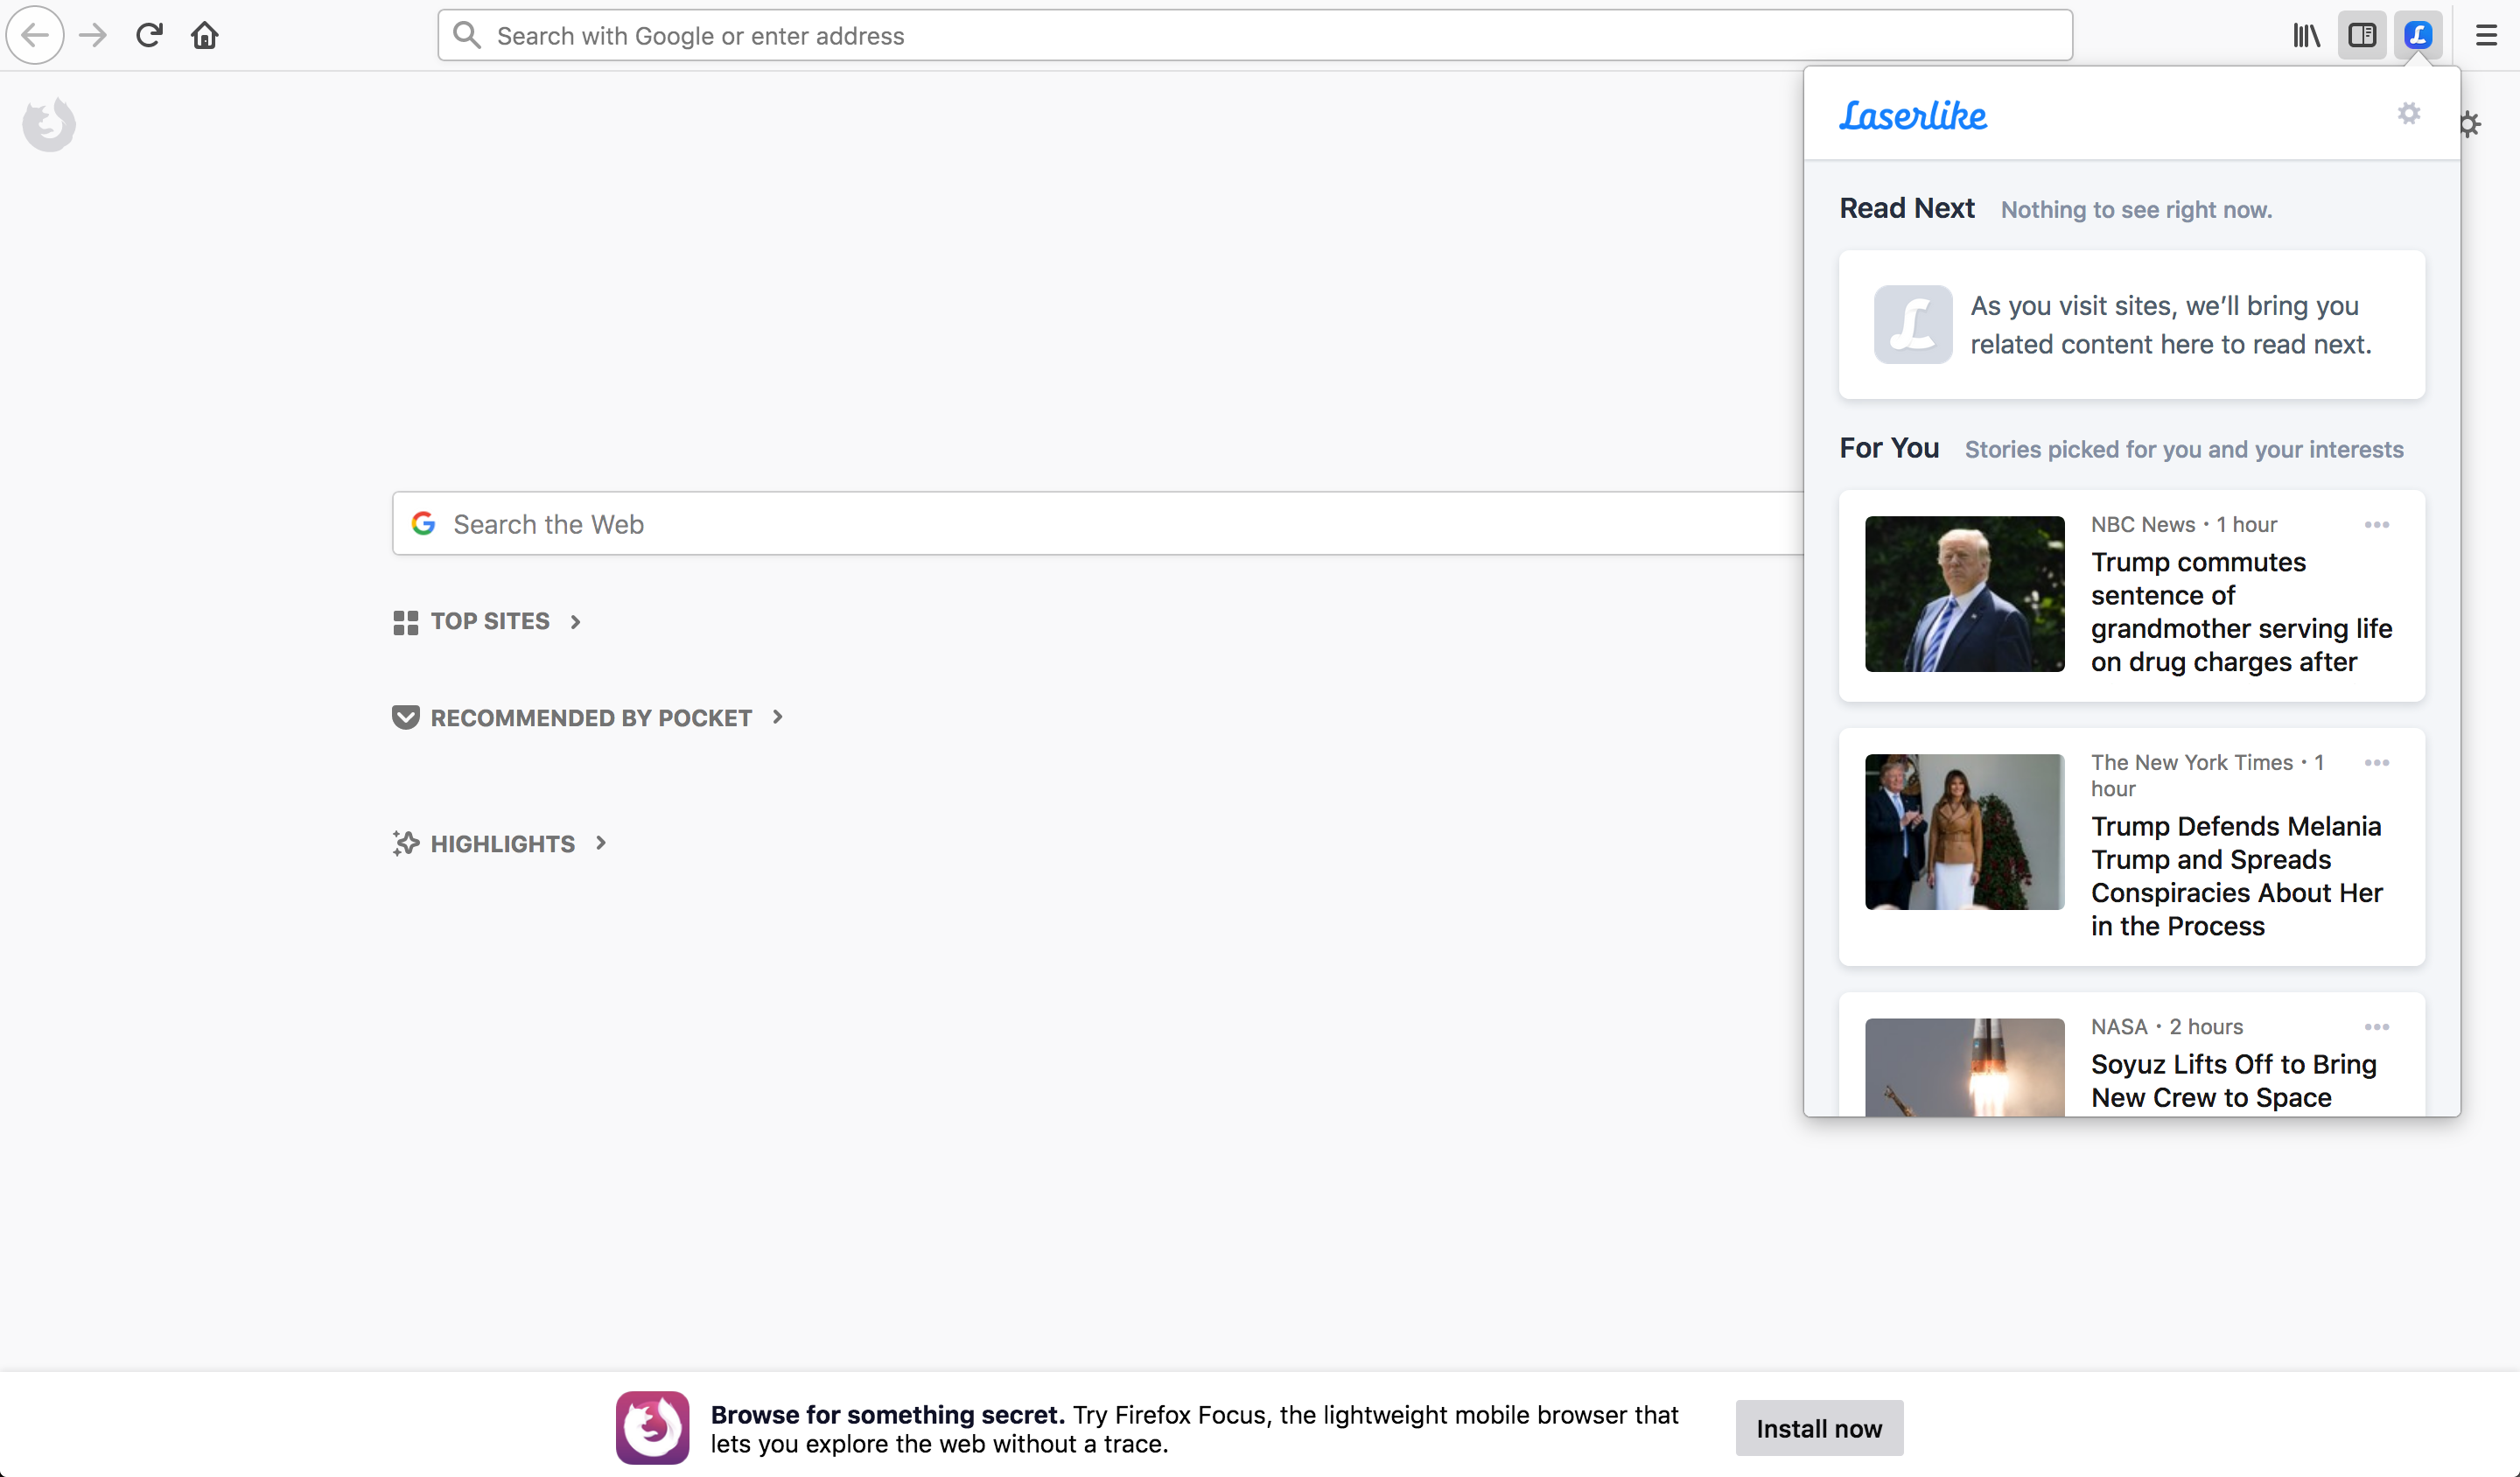 Search with Google or enter address
Laserlike
Read Next Nothing to see right now.
As you visit sites, we’ll bring you
related content here to read next.
For You Stories picked for you and your interests
Search the Web
NBC News • 1 hour
Trump commutes
sentence of
grandmother serving life
on drug charges after
TOP SITES
RECOMMENDED BY POCKET
The New York Times • 1
hour
Trump Defends Melania
Trump and Spreads
Conspiracies About Her
in the Process
HIGHLIGHTS
NASA • 2 hours
Soyuz Lifts Off to Bring
New Crew to Space
Browse for something secret. Try Firefox Focus, the lightweight mobile browser that
lets you explore the web without a trace.
Install now